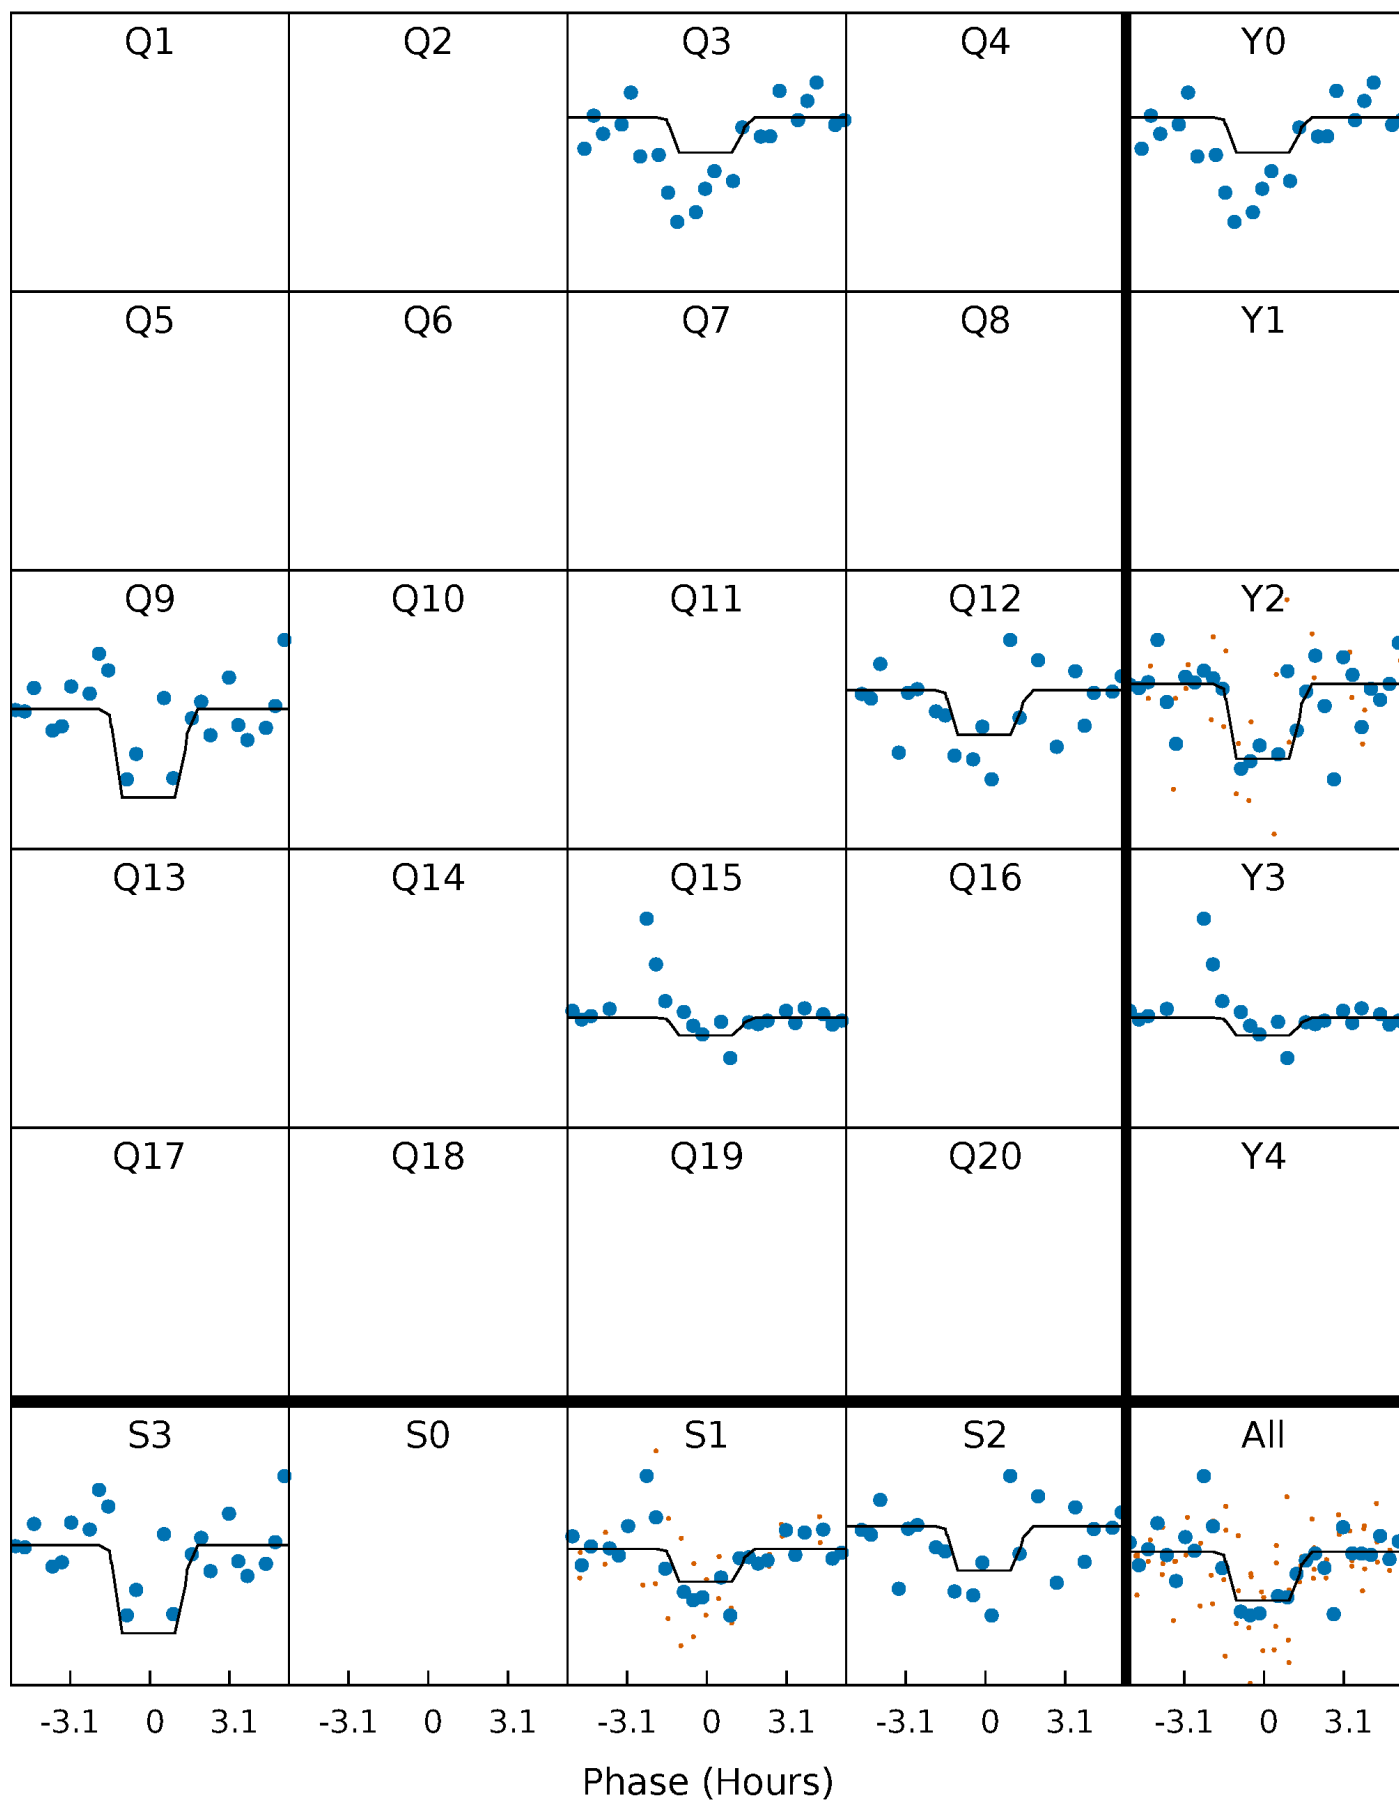 Q1 Q2 Q3 Q4 Y0
Q5 Q6 Q7 Q8 Y1
Q9 Q10 Q11 Q12 Y2
Q13 Q14 Q15 Q16 Y3
Q17 Q18 Q19 Q20 Y4
S3 S0 S1 S2 All
-3.1 0 3.1 -3.1 0 3.1 -3.1 0 3.1 -3.1 0 3.1 -3.1 0 3.1
Phase (Hours)